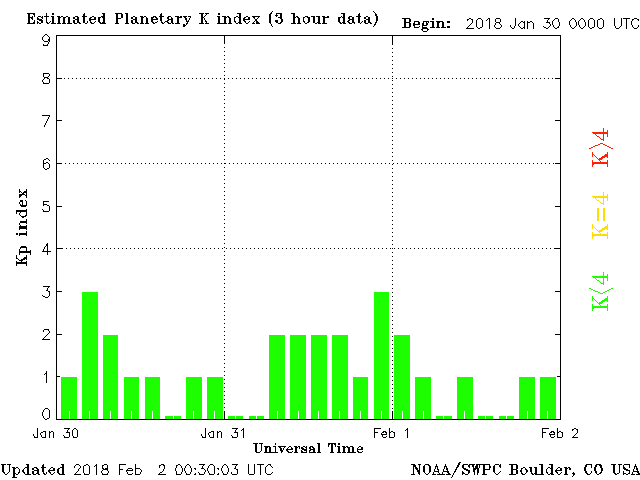 Estimated Planetary K index (3 hour data) Begin: 2018 Jan 30 0000 UTC
9
8
7
6
5
4
3
2
1
0
Kp index
K>4
K=4
K<4
Jan 30 Jan 31 Feb 1 Feb 2
Universal Time
Updated 2018 Feb 2 00:30:03 UTC NOAA/SWPC Boulder, CO USA